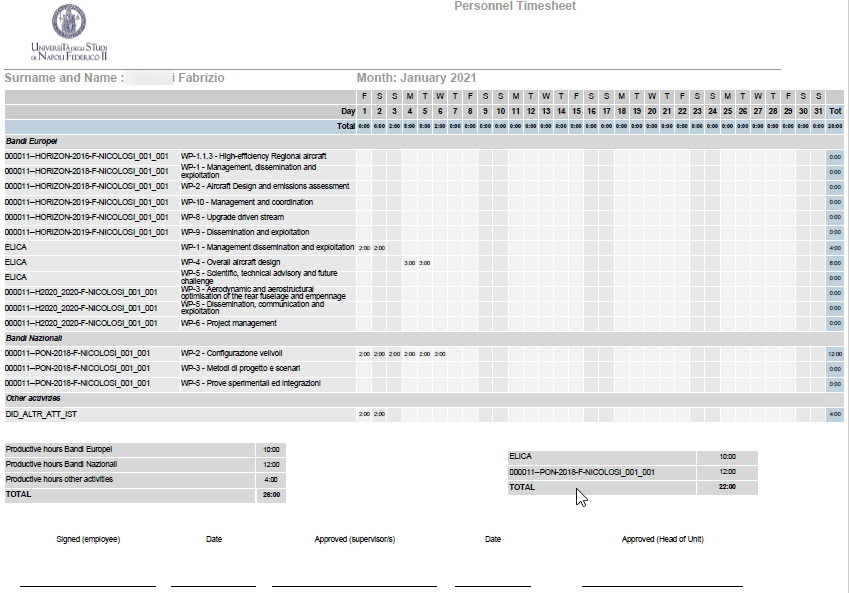 Personnel Timesheet
UNIVERSITÀ DEGLI STUDI
DI NAPOLI FEDERICO II
Surname and Name : i Fabrizio Month: January 2021
F S S M T W T F S S M T W T F S S M T W T F S S M T W T F S S
Day 1 2 3 4 5 6 7 8 9 10 11 12 13 14 15 16 17 18 19 20 21 22 23 24 25 26 27 28 29 30 31 Tot
Total 6:00 6:00 2:00 5:00 5:00 2:00 0:00 0:00 0:00 0:00 0:00 0:00 0:00 0:00 0:00 0:00 0:00 0:00 0:00 0:00 0:00 0:00 0:00 0:00 0:00 0:00 0:00 0:00 0:00 0:00 0:00 26:00
Bandi Europei
000011--HORIZON-2016-F-NICOLOSI_001_001 WP-1.1.3 - High-efficiency Regional aircraft 0:00
000011--HORIZON-2018-F-NICOLOSI_001_001 WP-1 - Management, dissemination and exploitation 0:00
000011--HORIZON-2018-F-NICOLOSI_001_001 WP-2 - Aircraft Design and emissions assessment 0:00
000011--HORIZON-2019-F-NICOLOSI_001_001 WP-10 - Management and coordination 0:00
000011--HORIZON-2019-F-NICOLOSI_001_001 WP-8 - Upgrade driven stream 0:00
000011--HORIZON-2019-F-NICOLOSI_001_001 WP-9 - Dissemination and exploitation 0:00
ELICA WP-1 - Management dissemination and exploitation 2:00 2:00 4:00
ELICA WP-4 - Overall aircraft design 3:00 3:00 6:00
ELICA WP-5 - Scientific, technical advisory and future challenge 0:00
000011--H2020_2020-F-NICOLOSI_001_001 WP-3 - Aerodynamic and aerostructural optimisation of the rear fuselage and empennage 0:00
000011--H2020_2020-F-NICOLOSI_001_001 WP-5 - Dissemination, communication and exploitation 0:00
000011--H2020_2020-F-NICOLOSI_001_001 WP-6 - Project management 0:00
Bandi Nazionali
000011--PON-2018-F-NICOLOSI_001_001 WP-2 - Configurazione velivoli 2:00 2:00 2:00 2:00 2:00 2:00 12:00
000011--PON-2018-F-NICOLOSI_001_001 WP-3 - Metodi di progetto e scenari 0:00
000011--PON-2018-F-NICOLOSI_001_001 WP-5 - Prove sperimentali ed integrazioni 0:00
Other activities
DID_ALTR_ATT_IST 2:00 2:00 4:00
Productive hours Bandi Europei 10:00
Productive hours Bandi Nazionali 12:00
Productive hours other activities 4:00
TOTAL 26:00
ELICA 10:00
000011--PON-2018-F-NICOLOSI_001_001 12:00
TOTAL 22:00
Signed (employee) Date Approved (supervisor/s) Date Approved (Head of Unit)